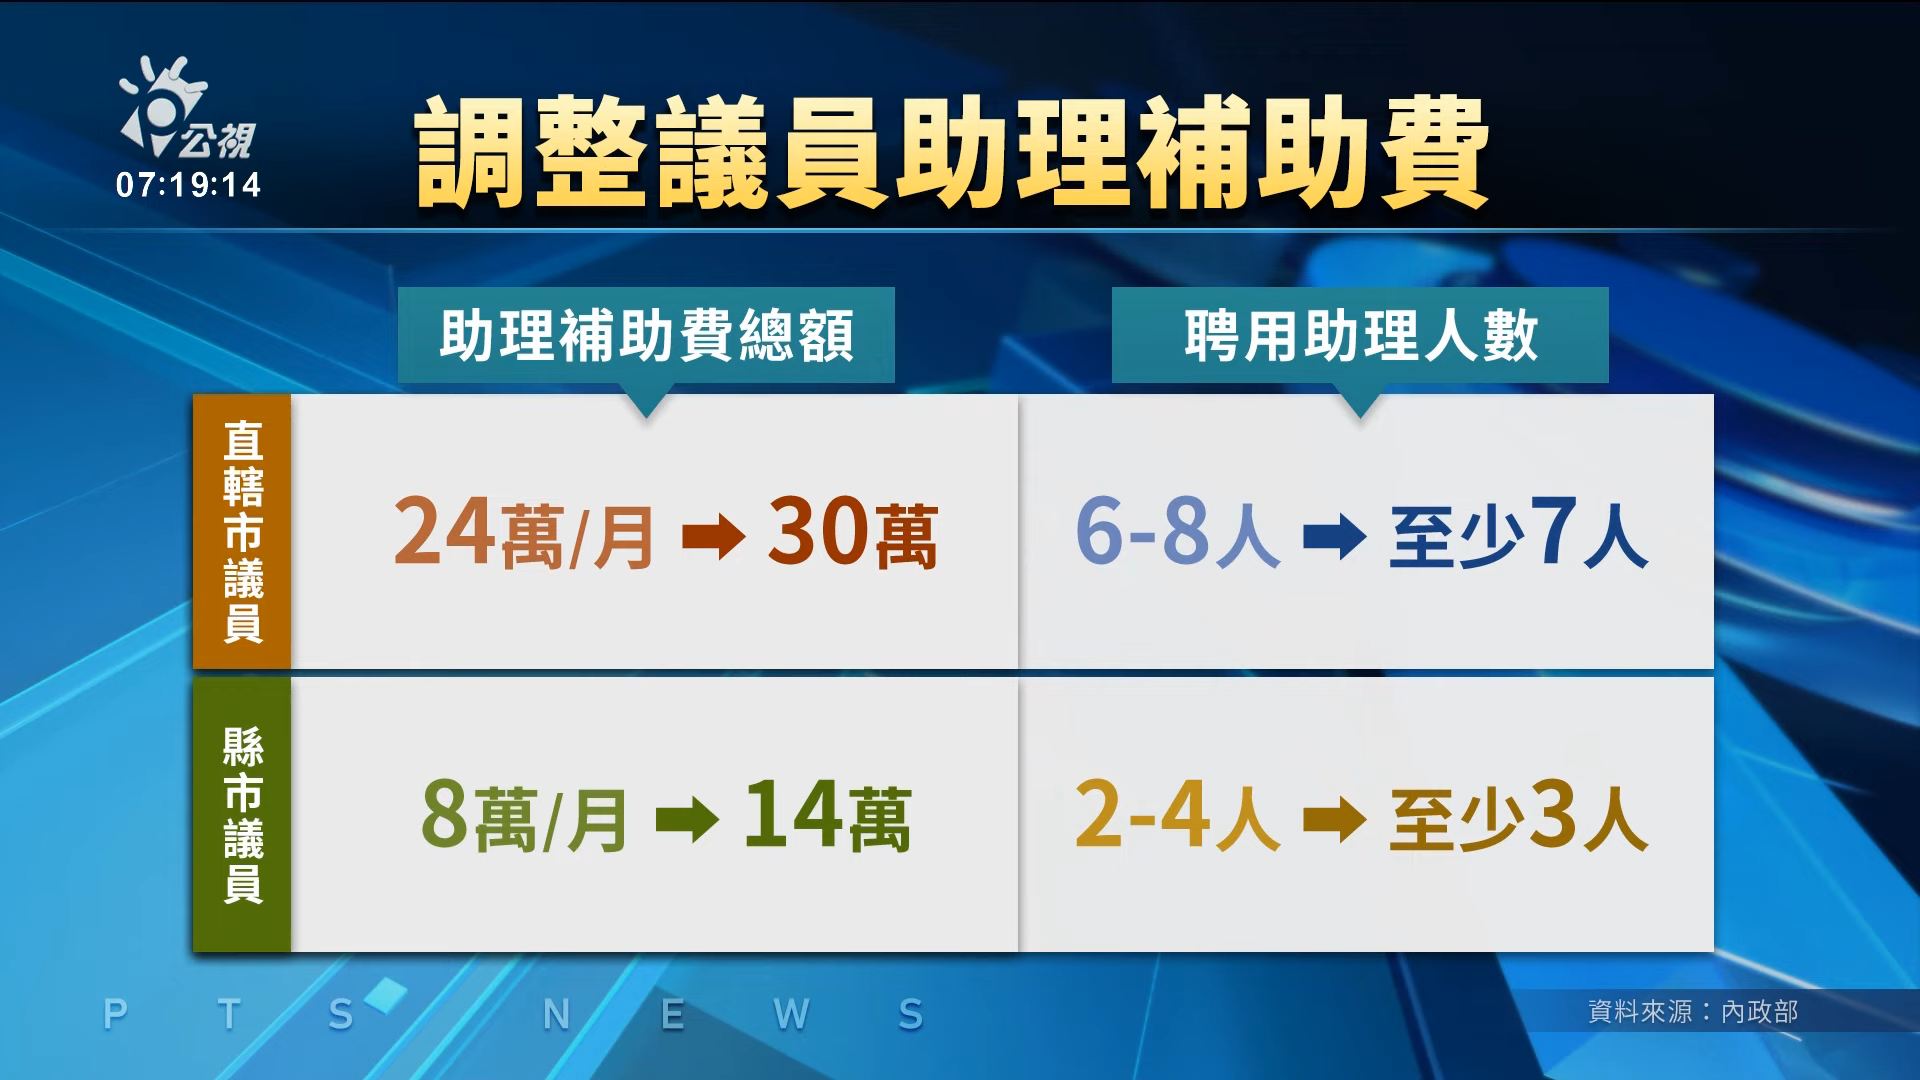 公視
07:19:14
調整議員助理補助費
助理補助費總額
聘用助理人數
直轄市議員
24萬/月 ➡ 30萬
6-8人 ➡ 至少7人
縣市議員
8萬/月 ➡ 14萬
2-4人 ➡ 至少3人
PTS NEWS
資料來源：內政部